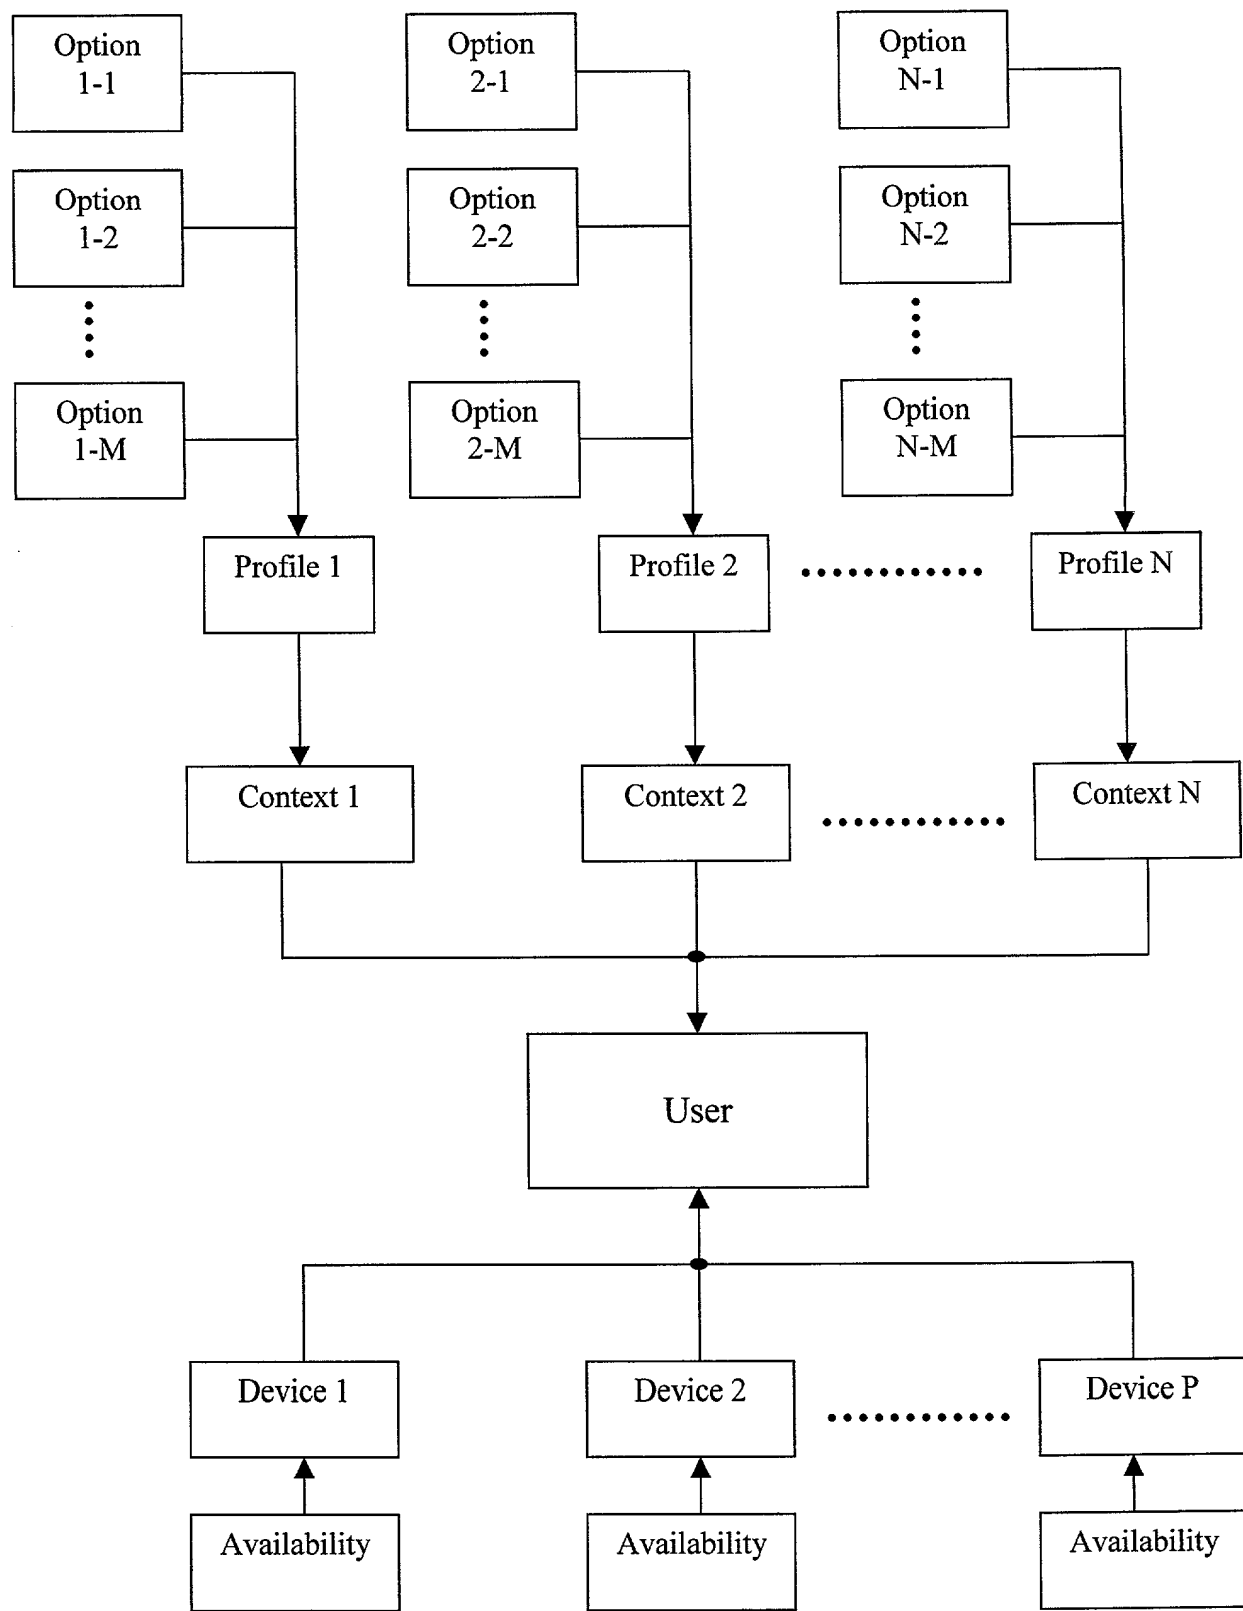 Option
1-1
Option
2-1
Option
N-1
Option
1-2
Option
2-2
Option
N-2
Option
1-M
Option
2-M
Option
N-M
Profile 1
Profile 2
Profile N
Context 1
Context 2
Context N
User
Device 1
Device 2
Device P
Availability
Availability
Availability